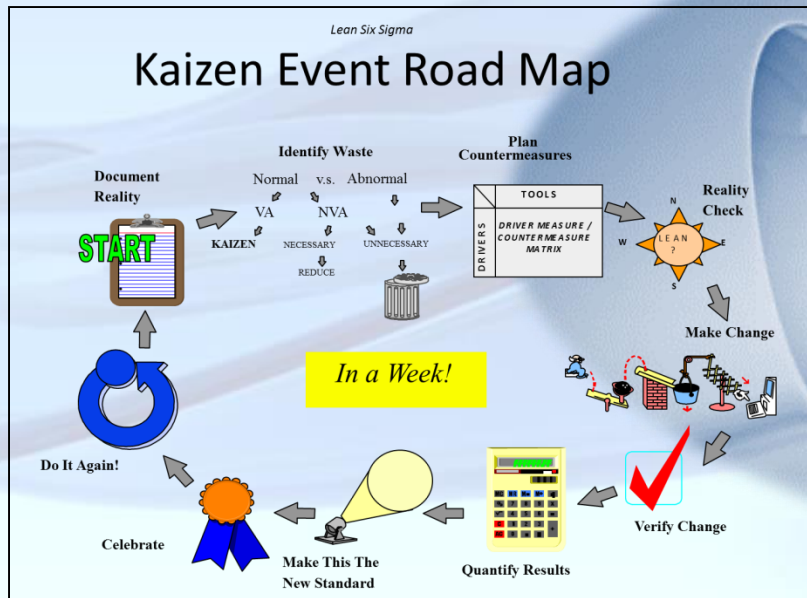 Lean Six Sigma
Kaizen Event Road Map
Document
Reality
START
Identify Waste
Normal v.s. Abnormal
VA NVA
KAIZEN NECESSARY UNNECESSARY
REDUCE
Plan
Countermeasures
TOOLS
DRIVERS
DRIVER MEASURE /
COUNTERMEASURE
MATRIX
Reality
Check
N
W E
S
LEAN
?
Make Change
In a Week!
Verify Change
Quantify Results
Make This The
New Standard
Celebrate
Do It Again!